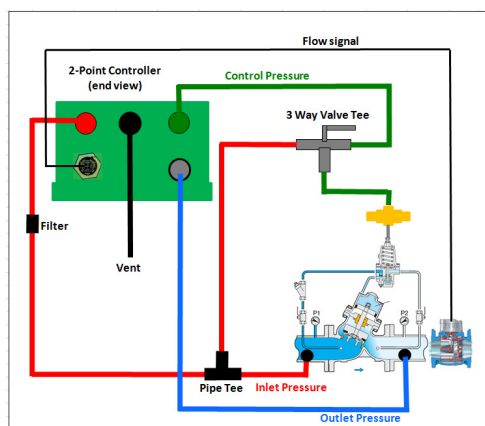 Flow signal
2-Point Controller
(end view)
Control Pressure
3 Way Valve Tee
Filter
Vent
P1
P2
Pipe Tee
Inlet Pressure
Outlet Pressure